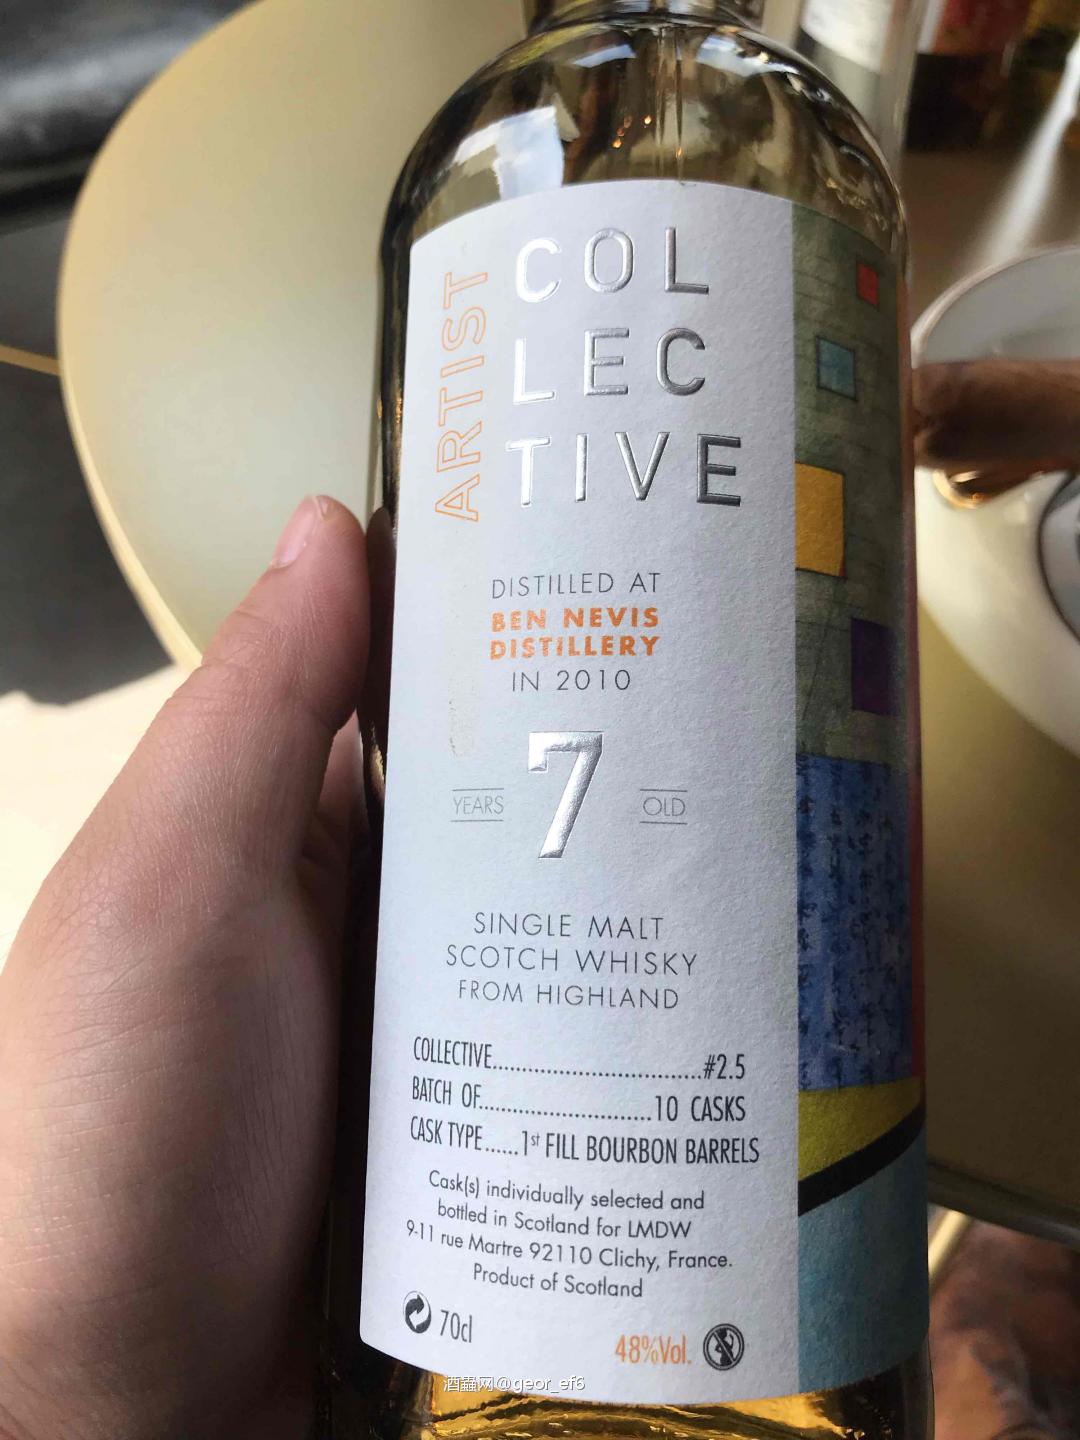 ARTIST
COL
LEC
TIVE
DISTILLED AT
BEN NEVIS
DISTILLERY
IN 2010
7
YEARS OLD
SINGLE MALT
SCOTCH WHISKY
FROM HIGHLAND
COLLECTIVE..................................#2.5
BATCH OF...........................10 CASKS
CASK TYPE......1st FILL BOURBON BARRELS
Cask(s) individually selected and
bottled in Scotland for LMDW
9-11 rue Martre 92110 Clichy, France.
Product of Scotland
70cl
48%Vol.
酒蟲网@geor_ef6